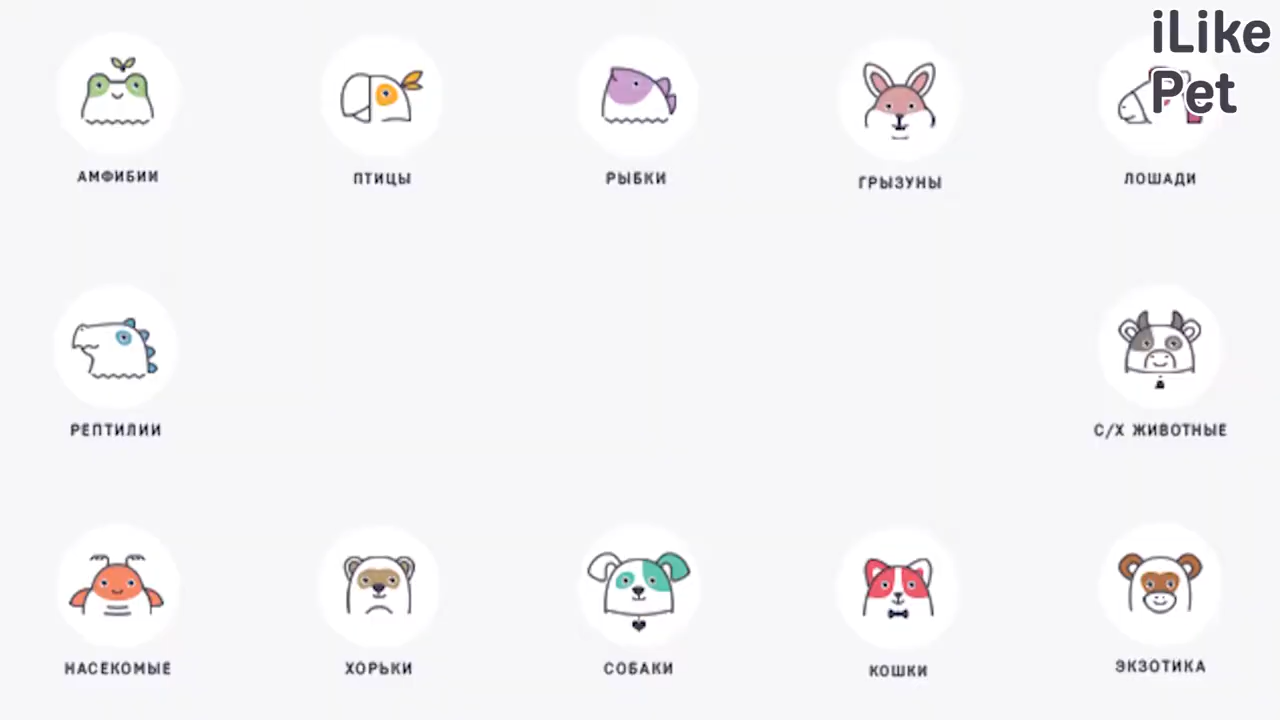 iLike
Pet
АМФИБИИ
ПТИЦЫ
РЫБКИ
ГРЫЗУНЫ
ЛОШАДИ
РЕПТИЛИИ
С/Х ЖИВОТНЫЕ
НАСЕКОМЫЕ
ХОРЬКИ
СОБАКИ
КОШКИ
ЭКЗОТИКА